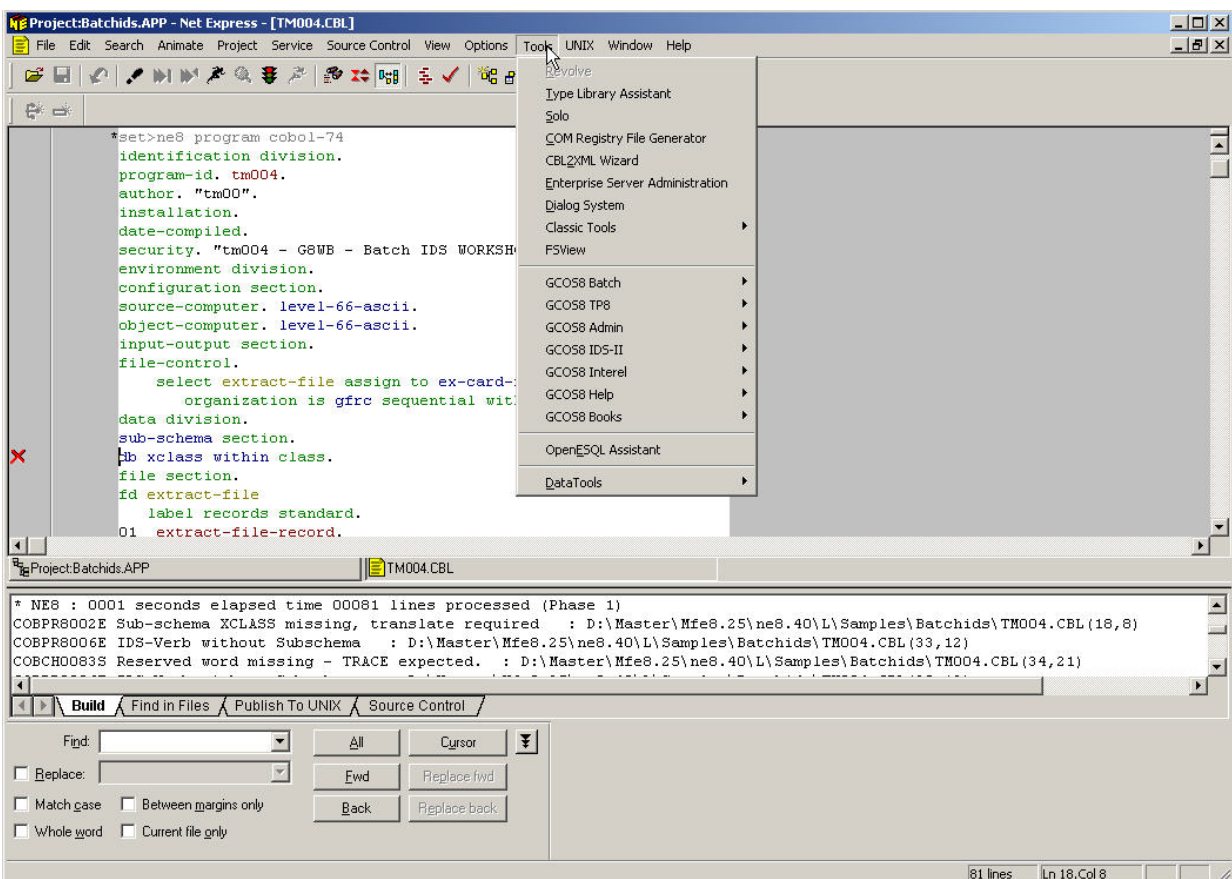 Project:Batchids.APP - Net Express - [TM004.CBL]
File Edit Search Animate Project Service Source Control View Options Tools UNIX Window Help
Revolve
Type Library Assistant
Solo
COM Registry File Generator
CBL2XML Wizard
Enterprise Server Administration
Dialog System
Classic Tools
FSView
GCOS8 Batch
GCOS8 TP8
GCOS8 Admin
GCOS8 IDS-II
GCOS8 Interel
GCOS8 Help
GCOS8 Books
OpenESQL Assistant
DataTools
*set>ne8 program cobol-74
identification division.
program-id. tm004.
author. "tm00".
installation.
date-compiled.
security. "tm004 - G8WB - Batch IDS
environment division.
configuration section.
source-computer. level-66-ascii.
object-computer. level-66-ascii.
input-output section.
file-control.
select extract-file assign to
organization is gfrc sequential
data division.
sub-schema section.
db xclass within class.
file section.
fd extract-file
label records standard.
01 extract-file-record.
Project:Batchids.APP
TM004.CBL
* NE8 : 0001 seconds elapsed time 00081 lines processed (Phase 1)
COBPR8002E Sub-schema XCLASS missing, translate required : D:\Master\Mfe8.25\ne8.40\L\Samples\Batchids\TM004.CBL(18,8)
COBPR8006E IDS-Verb without Subschema : D:\Master\Mfe8.25\ne8.40\L\Samples\Batchids\TM004.CBL(33,12)
COBCH0083S Reserved word missing - TRACE expected. : D:\Master\Mfe8.25\ne8.40\L\Samples\Batchids\TM004.CBL(34,21)
Build Find in Files Publish To UNIX Source Control
Find: All Cursor
Replace: Fwd Replace fwd
Match case Between margins only Back Replace back
Whole word Current file only
81 lines Ln 18,Col 8